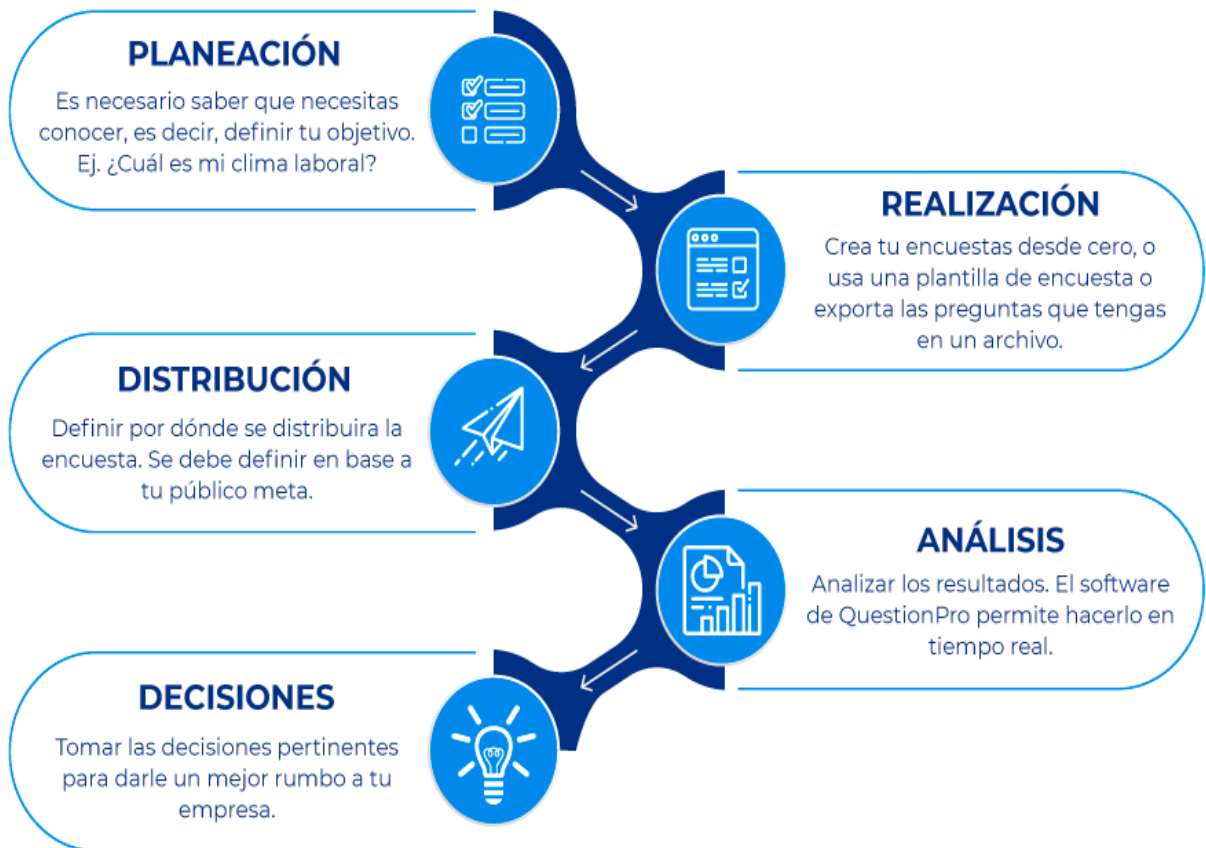 PLANEACIÓN
Es necesario saber que necesitas
conocer, es decir, definir tu objetivo.
Ej. ¿Cuál es mi clima laboral?
REALIZACIÓN
Crea tu encuestas desde cero, o
usa una plantilla de encuesta o
exporta las preguntas que tengas
en un archivo.
DISTRIBUCIÓN
Definir por dónde se distribuira la
encuesta. Se debe definir en base a
tu público meta.
ANÁLISIS
Analizar los resultados. El software
de QuestionPro permite hacerlo en
tiempo real.
DECISIONES
Tomar las decisiones pertinentes
para darle un mejor rumbo a tu
empresa.